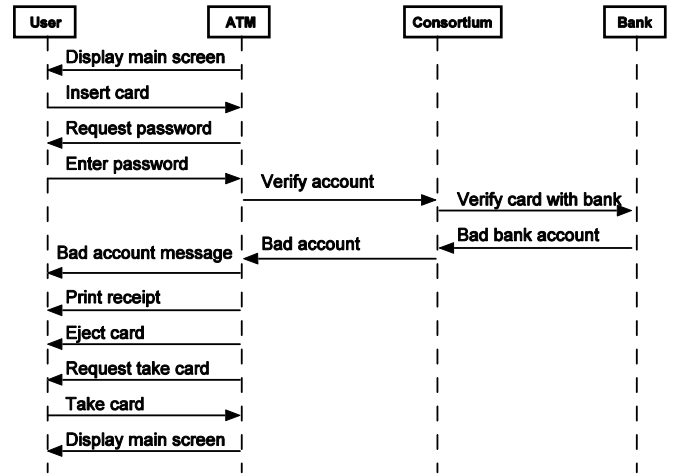 User
ATM
Consortium
Bank
Display main screen
Insert card
Request password
Enter password
Verify account
Verify card with bank
Bad bank account
Bad account
Bad account message
Print receipt
Eject card
Request take card
Take card
Display main screen